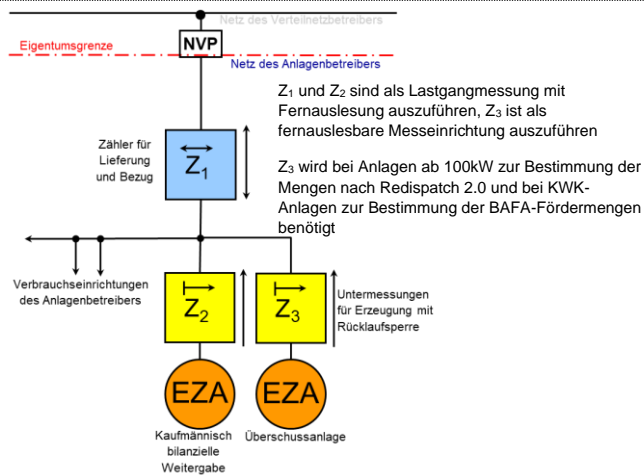 Netz des Verteilnetzbetreibers
NVP
Eigentumsgrenze
Netz des Anlagenbetreibers
Z₁ und Z₂ sind als Lastgangmessung mit
Fernauslesung auszuführen, Z₃ ist als
fernauslesbare Messeinrichtung auszuführen
Zähler für
Lieferung
und Bezug
Z₁
Z₃ wird bei Anlagen ab 100kW zur Bestimmung der
Mengen nach Redispatch 2.0 und bei KWK-
Anlagen zur Bestimmung der BAFA-Fördermengen
benötigt
Verbrauchseinrichtungen
des Anlagenbetreibers
Z₂
Z₃
Untermessungen
für Erzeugung mit
Rücklaufsperre
EZA
EZA
Kaufmännisch
bilanzielle
Weitergabe
Überschussanlage